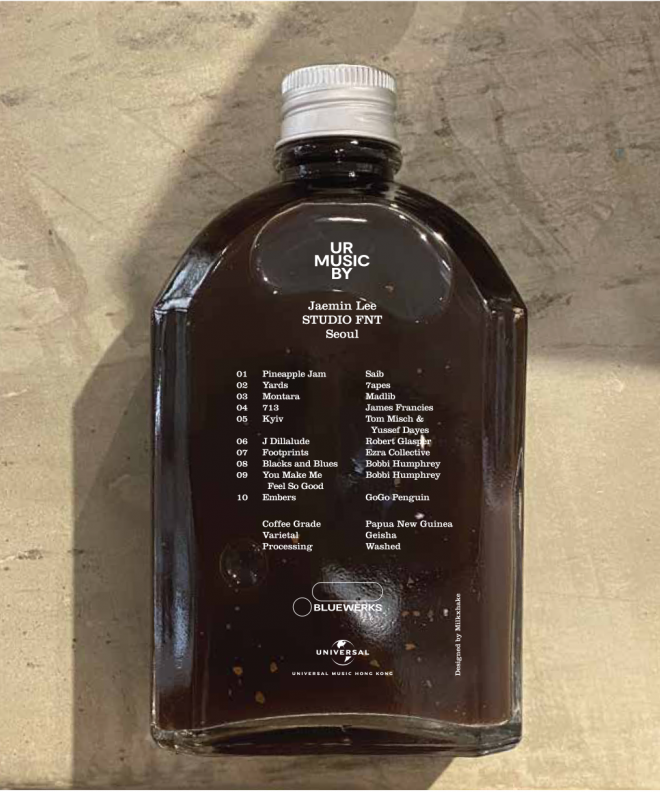 UR
MUSIC
BY
Jaemin Lee
STUDIO FNT
Seoul
01 Pineapple Jam Saib
02 Yards 7apes
03 Montara Madlib
04 713 James Francies
05 Kyiv Tom Misch &
Yussef Dayes
06 J Dillalude Robert Glasper
07 Footprints Ezra Collective
08 Blacks and Blues Bobbi Humphrey
09 You Make Me Bobbi Humphrey
Feel So Good
10 Embers GoGo Penguin
Coffee Grade Papua New Guinea
Varietal Geisha
Processing Washed
BLUEWERKS
UNIVERSAL
UNIVERSAL MUSIC HONG KONG
Designed by Milkxhake